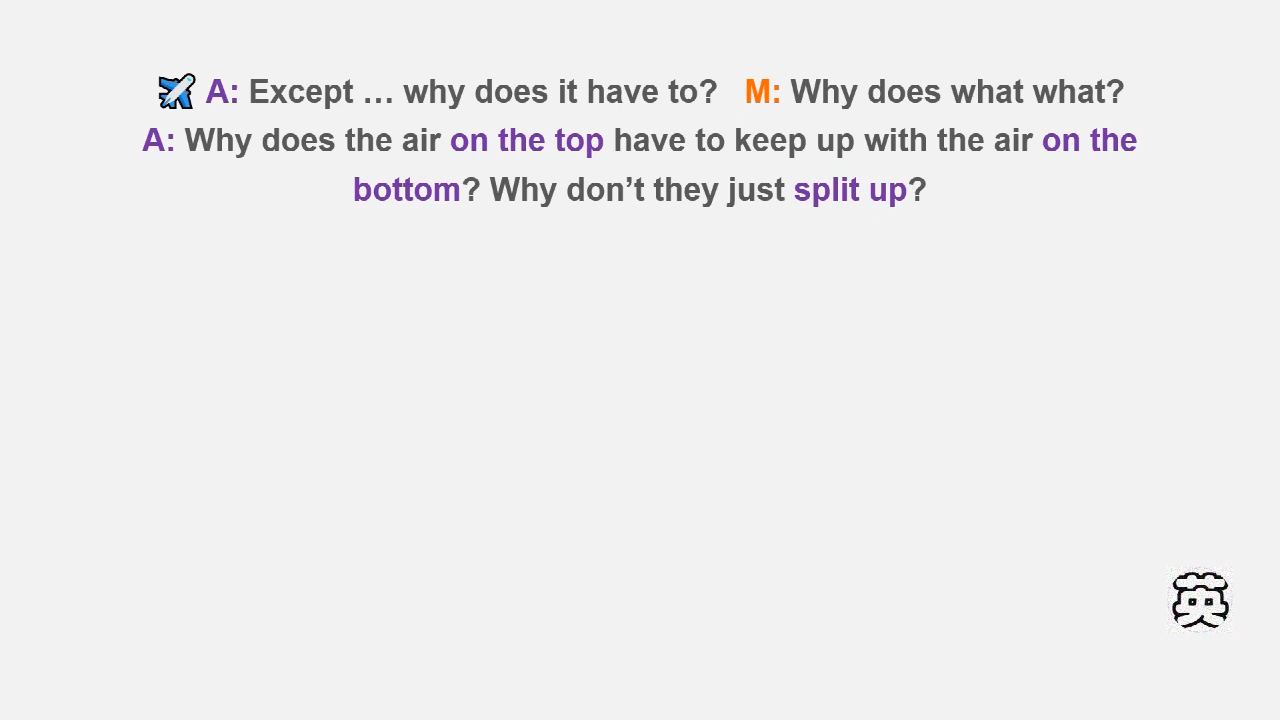 ✈️ A: Except … why does it have to? M: Why does what what?
A: Why does the air on the top have to keep up with the air on the
bottom? Why don’t they just split up?
英